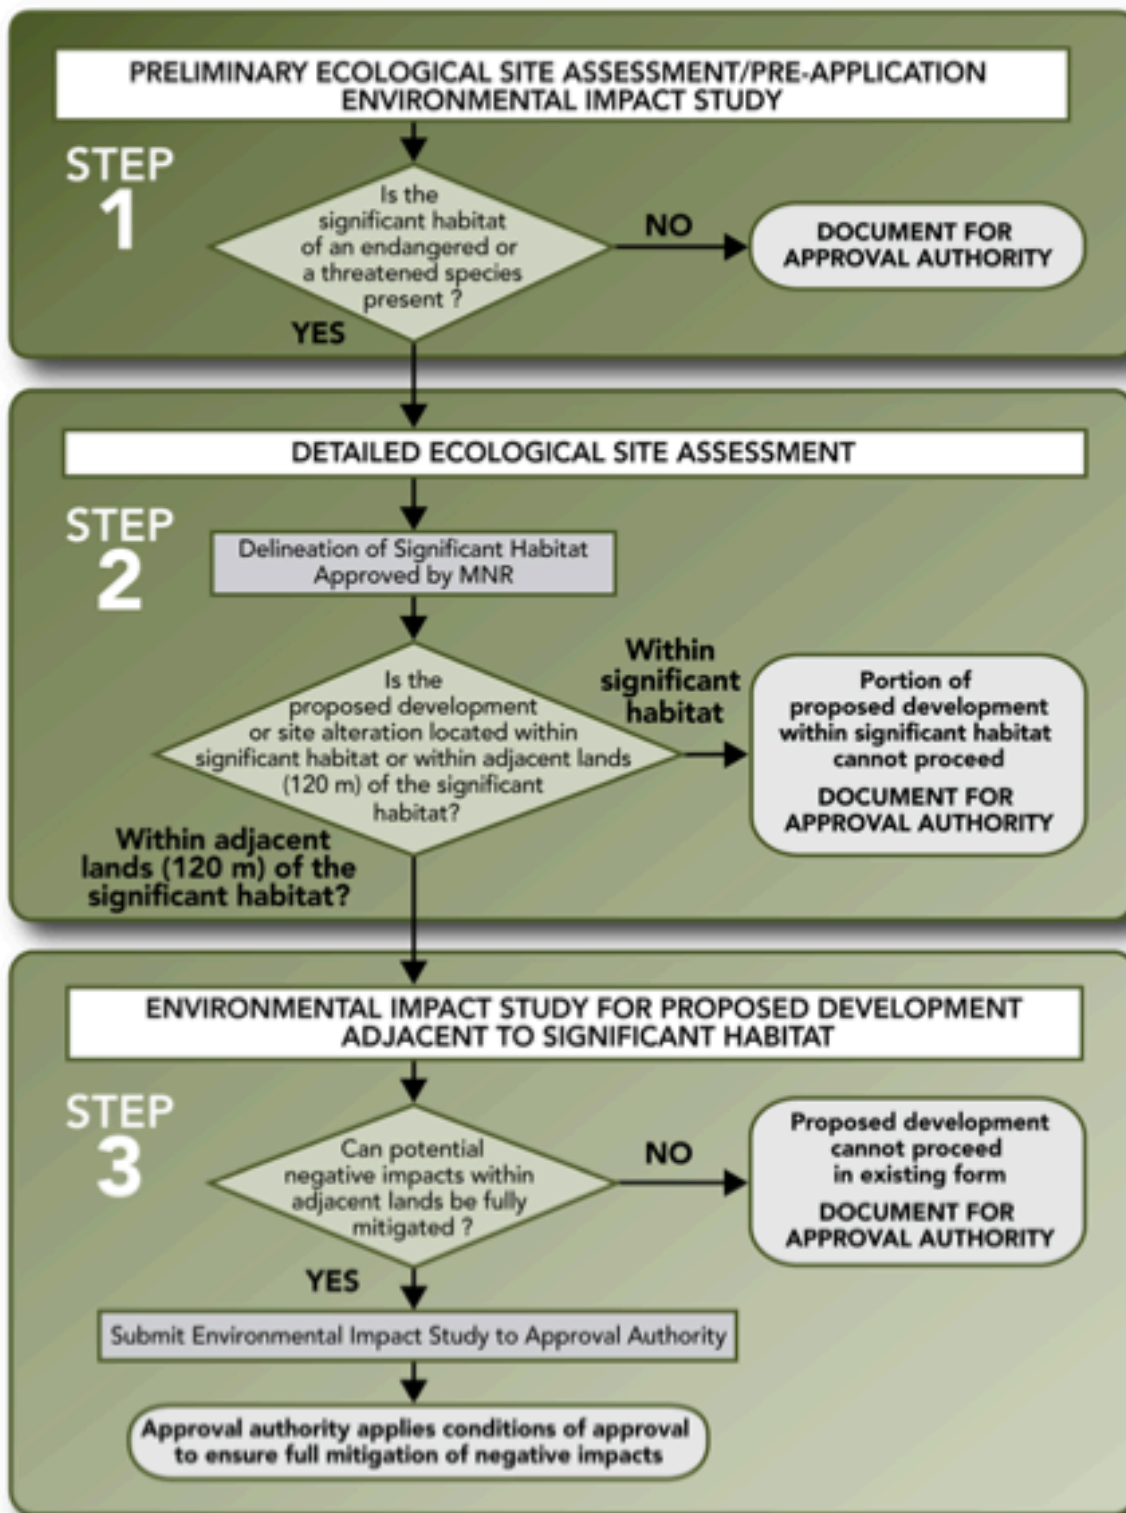 PRELIMINARY ECOLOGICAL SITE ASSESSMENT/PRE-APPLICATION
ENVIRONMENTAL IMPACT STUDY
STEP
1
Is the
significant habitat
of an endangered or
a threatened species
present ?
NO
DOCUMENT FOR
APPROVAL AUTHORITY
YES
DETAILED ECOLOGICAL SITE ASSESSMENT
STEP
2
Delineation of Significant Habitat
Approved by MNR
Is the
proposed development
or site alteration located within
significant habitat or within adjacent lands
(120 m) of the significant
habitat?
Within
significant
habitat
Portion of
proposed development
within significant habitat
cannot proceed
DOCUMENT FOR
APPROVAL AUTHORITY
Within adjacent
lands (120 m) of the
significant habitat?
ENVIRONMENTAL IMPACT STUDY FOR PROPOSED DEVELOPMENT
ADJACENT TO SIGNIFICANT HABITAT
STEP
3
Can potential
negative impacts within
adjacent lands be fully
mitigated ?
NO
Proposed development
cannot proceed
in existing form
DOCUMENT FOR
APPROVAL AUTHORITY
YES
Submit Environmental Impact Study to Approval Authority
Approval authority applies conditions of approval
to ensure full mitigation of negative impacts